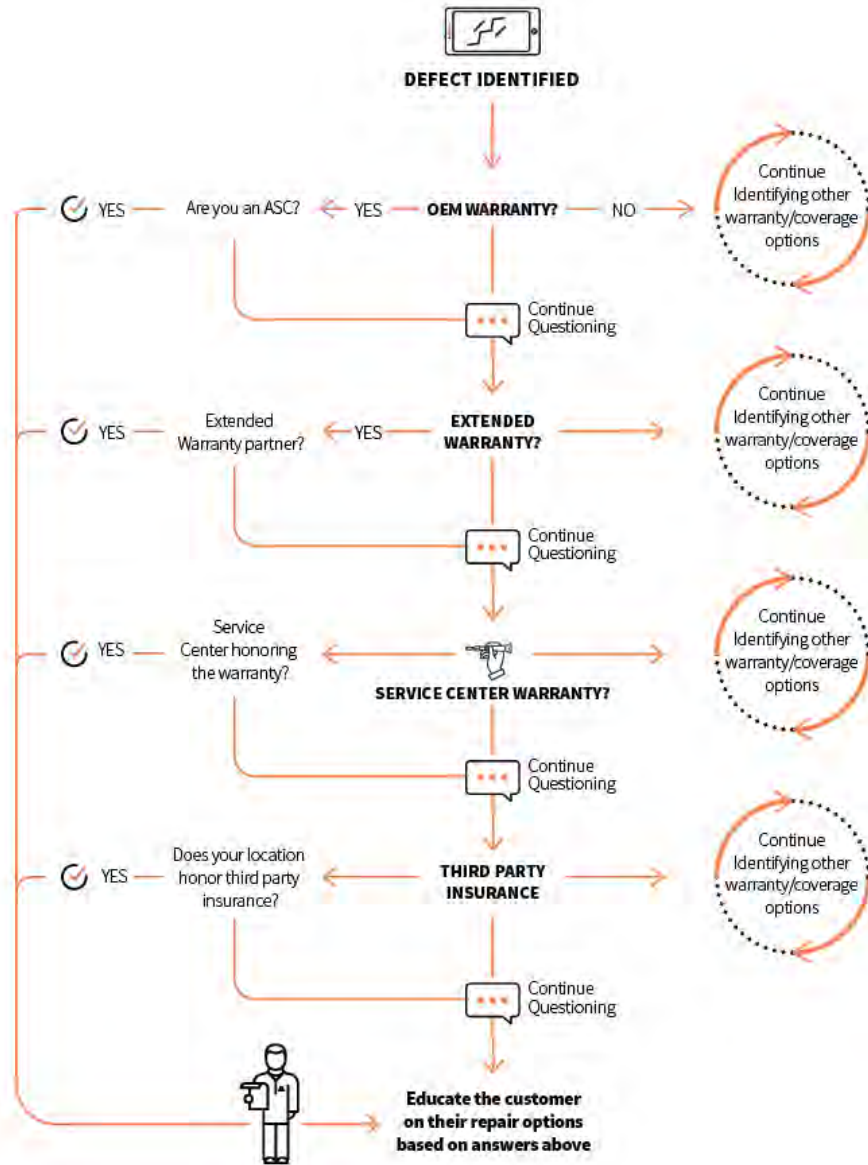 DEFECT IDENTIFIED
YES
Are you an ASC?
YES
OEM WARRANTY?
NO
Continue
Identifying other
warranty/coverage
options
Continue
Questioning
YES
Extended
Warranty partner?
YES
EXTENDED
WARRANTY?
Continue
Identifying other
warranty/coverage
options
Continue
Questioning
YES
Service
Center honoring
the warranty?
SERVICE CENTER WARRANTY?
Continue
Identifying other
warranty/coverage
options
Continue
Questioning
YES
Does your location
honor third party
insurance?
THIRD PARTY
INSURANCE
Continue
Identifying other
warranty/coverage
options
Continue
Questioning
Educate the customer
on their repair options
based on answers above